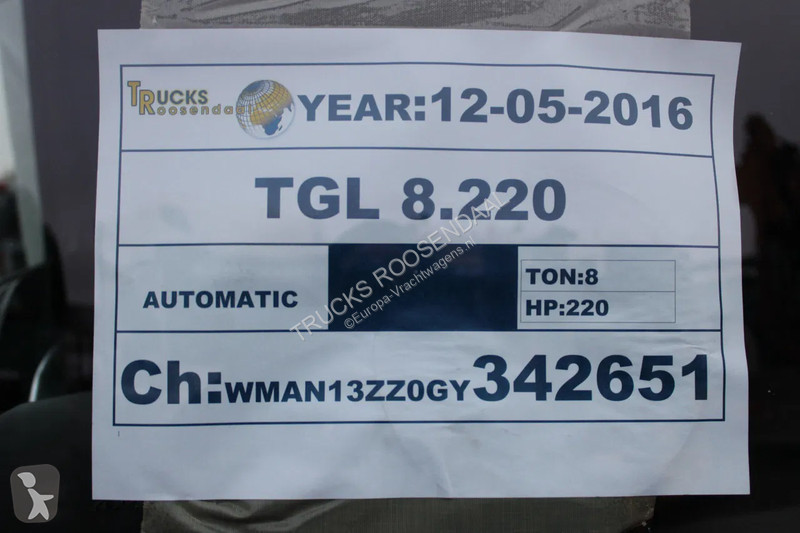 TRUCKS
Roosendaal
YEAR:12-05-2016
TGL 8.220
AUTOMATIC
TON:8
HP:220
TRUCKS ROOSENDAAL
©Europa-Vrachtwagens.nl
Ch:WMAN13ZZ0GY342651